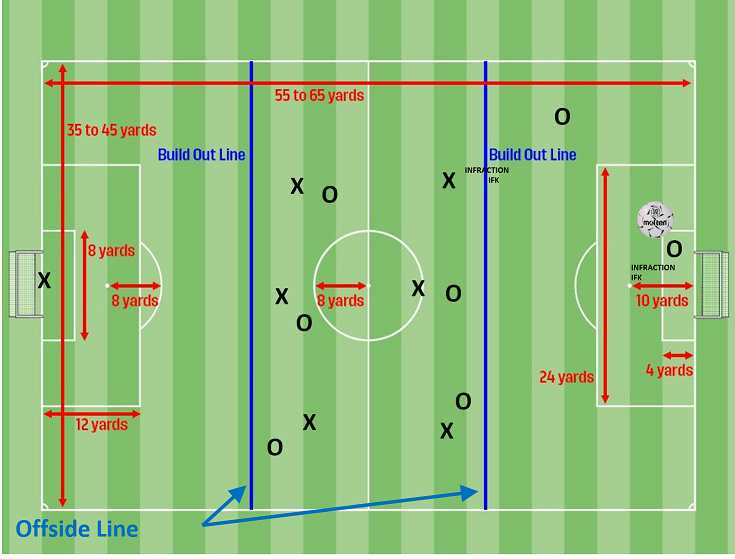 55 to 65 yards
35 to 45 yards
Build Out Line
Build Out Line
O
X
X
O
INFRACTION
IFK
molten
O
8 yards
X
INFRACTION
IFK
8 yards
X
8 yards
O
X
O
10 yards
4 yards
24 yards
O
12 yards
X
X
O
Offside Line